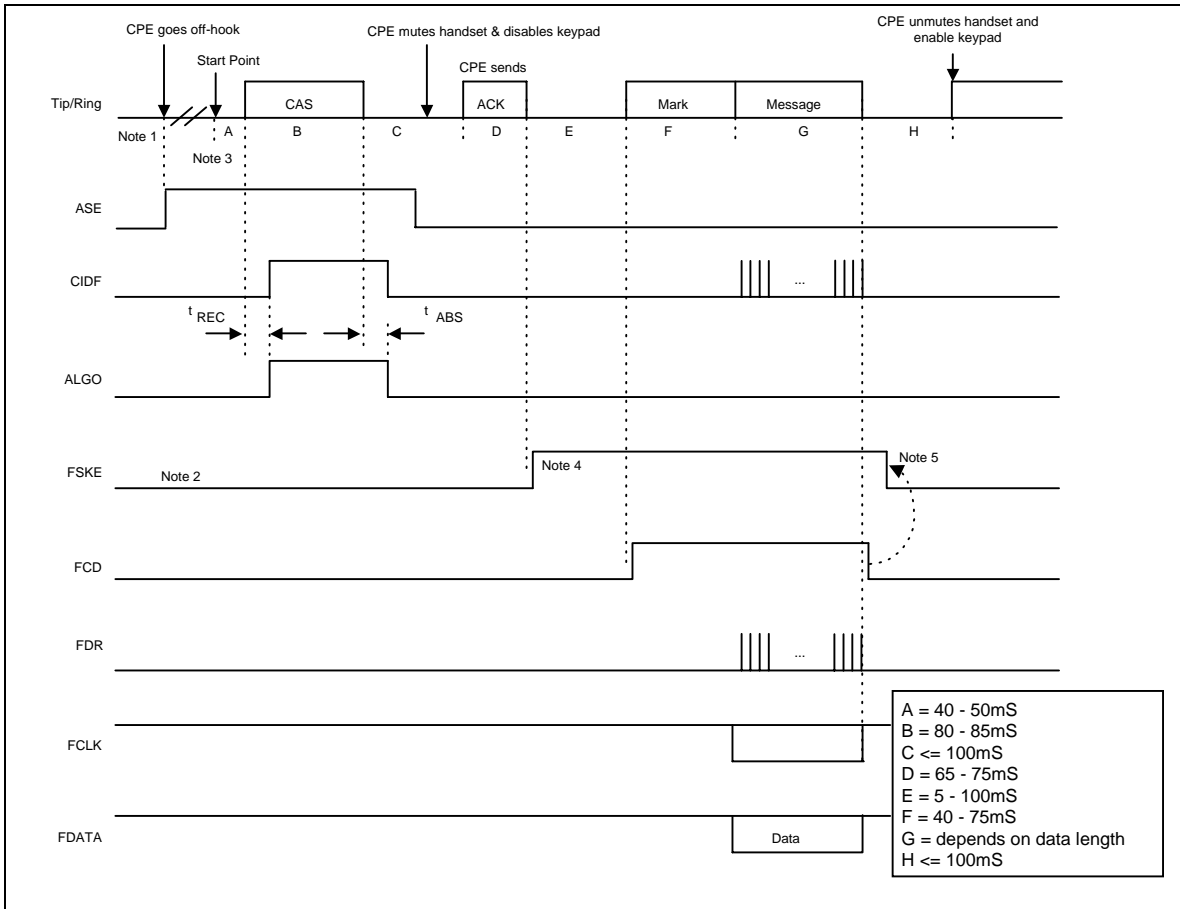 CPE goes off-hook
Start Point
CPE mutes handset & disables keypad
CPE unmutes handset and
enable keypad
CPE sends
Tip/Ring
CAS
ACK
Mark
Message
Note 1
A
B
C
D
E
F
G
H
Note 3
ASE
CIDF
...
t REC
t ABS
ALGO
FSKE
Note 2
Note 4
Note 5
FCD
FDR
...
FCLK
FDATA
Data
A = 40 - 50mS
B = 80 - 85mS
C <= 100mS
D = 65 - 75mS
E = 5 - 100mS
F = 40 - 75mS
G = depends on data length
H <= 100mS